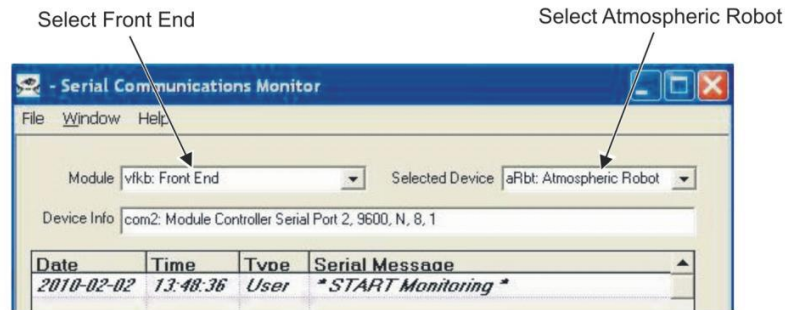 Select Front End
Select Atmospheric Robot
- Serial Communications Monitor
File Window Help
Module vfkb: Front End Selected Device aRbt: Atmospheric Robot
Device Info com2: Module Controller Serial Port 2, 9600, N, 8, 1
Date Time Type Serial Message
2010-02-02 13:48:36 User * START Monitoring *